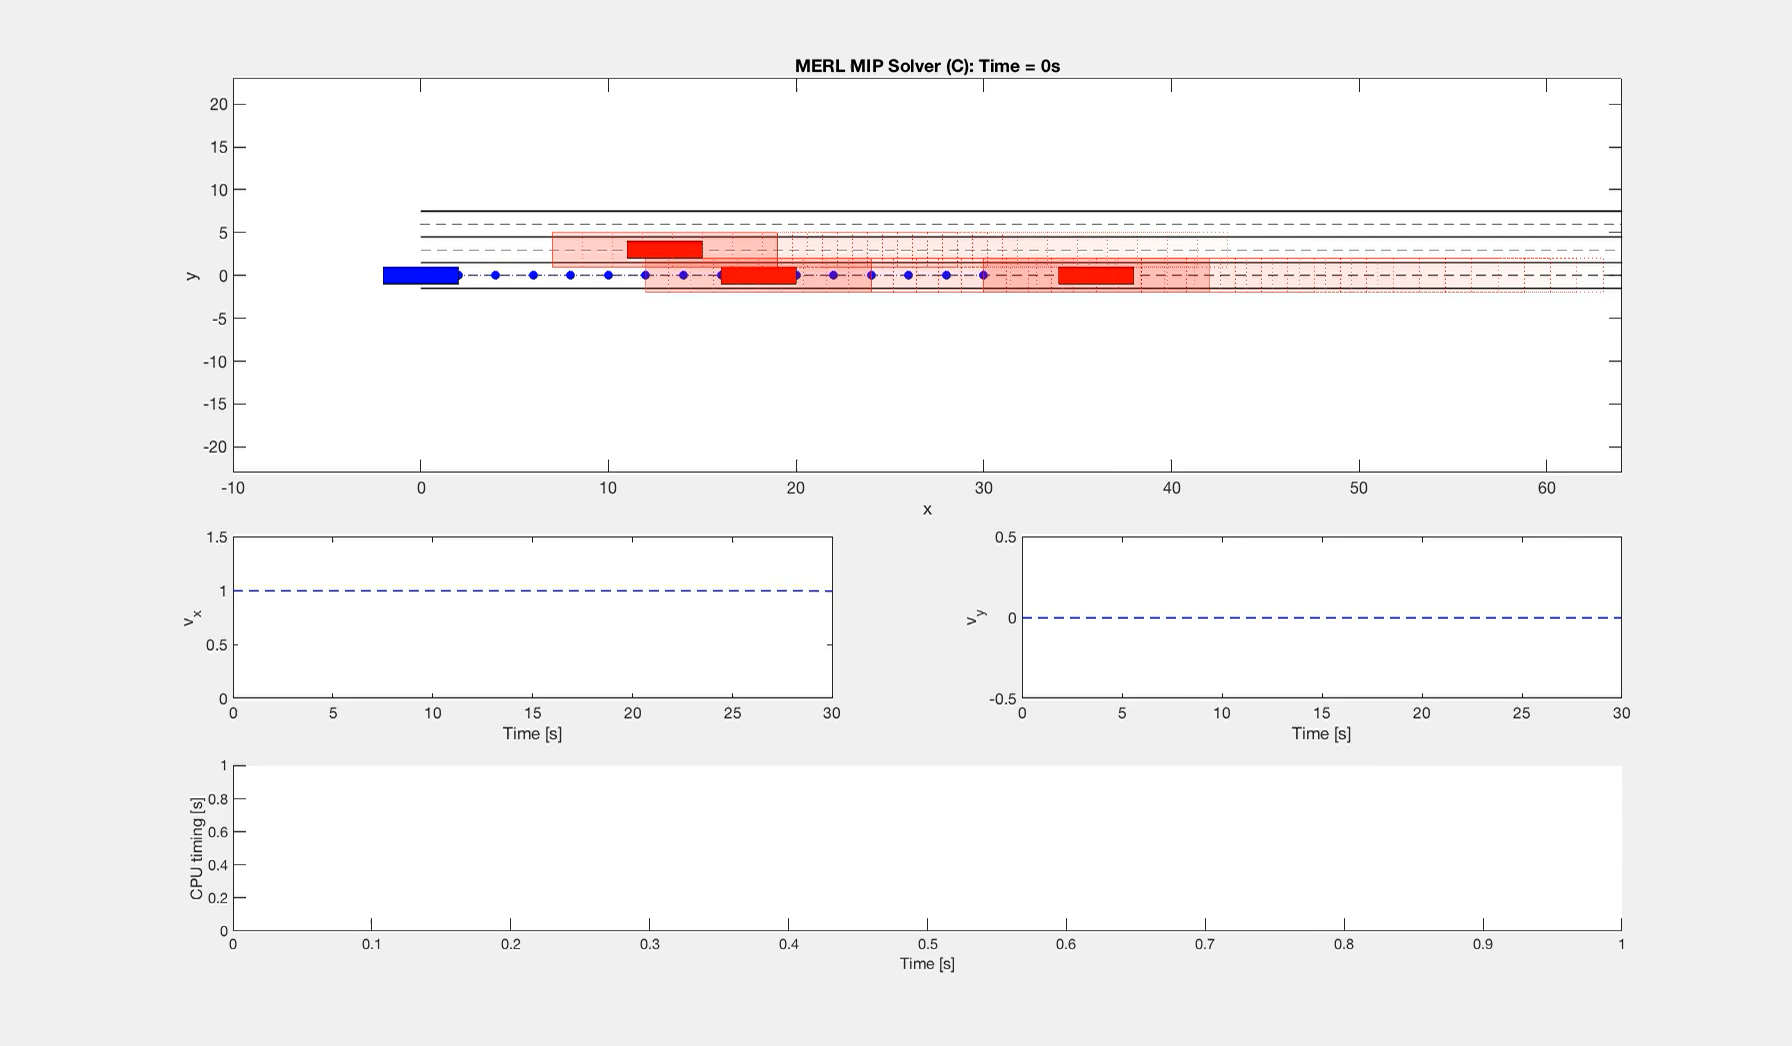 MERL MIP Solver (C): Time = 0s
20
15
10
5
0
-5
-10
-15
-20
y
-10 0 10 20 30 40 50 60
x
1.5
1
0.5
0
v_x
0 5 10 15 20 25 30
Time [s]
0.5
0
-0.5
v_y
0 5 10 15 20 25 30
Time [s]
1
0.8
0.6
0.4
0.2
0
CPU timing [s]
0 0.1 0.2 0.3 0.4 0.5 0.6 0.7 0.8 0.9 1
Time [s]